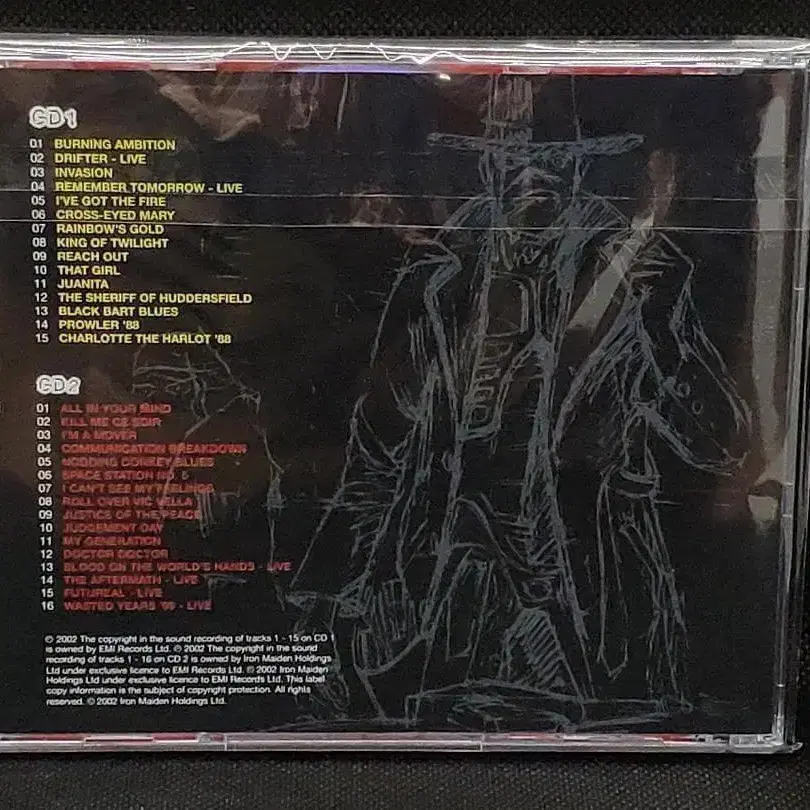 CD1
01 BURNING AMBITION
02 DRIFTER - LIVE
03 INVASION
04 REMEMBER TOMORROW - LIVE
05 I'VE GOT THE FIRE
06 CROSS-EYED MARY
07 RAINBOW'S GOLD
08 KING OF TWILIGHT
09 REACH OUT
10 THAT GIRL
11 JUANITA
12 THE SHERIFF OF HUDDERSFIELD
13 BLACK BART BLUES
14 PROWLER '88
15 CHARLOTTE THE HARLOT '88
CD2
01 ALL IN YOUR MIND
02 KILL ME CE SOIR
03 I'M A MOVER
04 COMMUNICATION BREAKDOWN
05 NODDING DONKEY BLUES
06 SPACE STATION NO. 5
07 I CAN'T SEE MY FEELINGS
08 ROLL OVER VIC VELLA
09 JUSTICE OF THE PEACE
10 JUDGEMENT DAY
11 MY GENERATION
12 DOCTOR DOCTOR
13 BLOOD ON THE WORLD'S HANDS - LIVE
14 THE AFTERMATH - LIVE
15 FUTUREAL - LIVE
16 WASTED YEARS '99 - LIVE
℗ 2002 The copyright in the sound recording of tracks 1 - 15 on CD 1
is owned by EMI Records Ltd. ℗ 2002 The copyright in the sound
recording of tracks 1 - 16 on CD 2 is owned by Iron Maiden Holdings
Ltd under exclusive licence to EMI Records Ltd. © 2002 Iron Maiden
Holdings Ltd under exclusive licence to EMI Records Ltd. This label
copy information is the subject of copyright protection. All rights
reserved. © 2002 Iron Maiden Holdings Ltd.